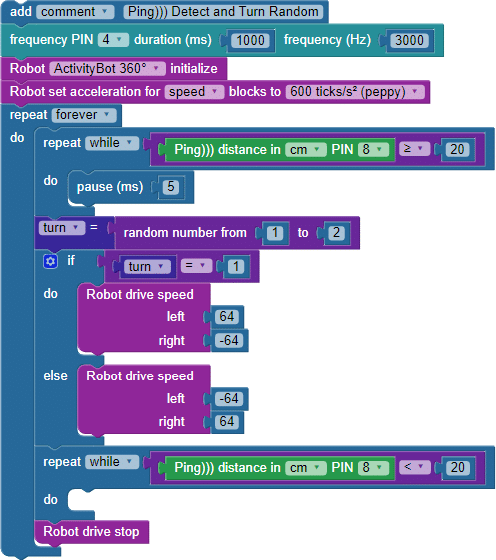 add comment Ping))) Detect and Turn Random
frequency PIN 4 duration (ms) 1000 frequency (Hz) 3000
Robot ActivityBot 360° initialize
Robot set acceleration for speed blocks to 600 ticks/s² (peppy)
repeat forever
do repeat while Ping))) distance in cm PIN 8 ≥ 20
do pause (ms) 5
turn = random number from 1 to 2
if turn = 1
do Robot drive speed
left 64
right -64
else Robot drive speed
left -64
right 64
repeat while Ping))) distance in cm PIN 8 < 20
do
Robot drive stop